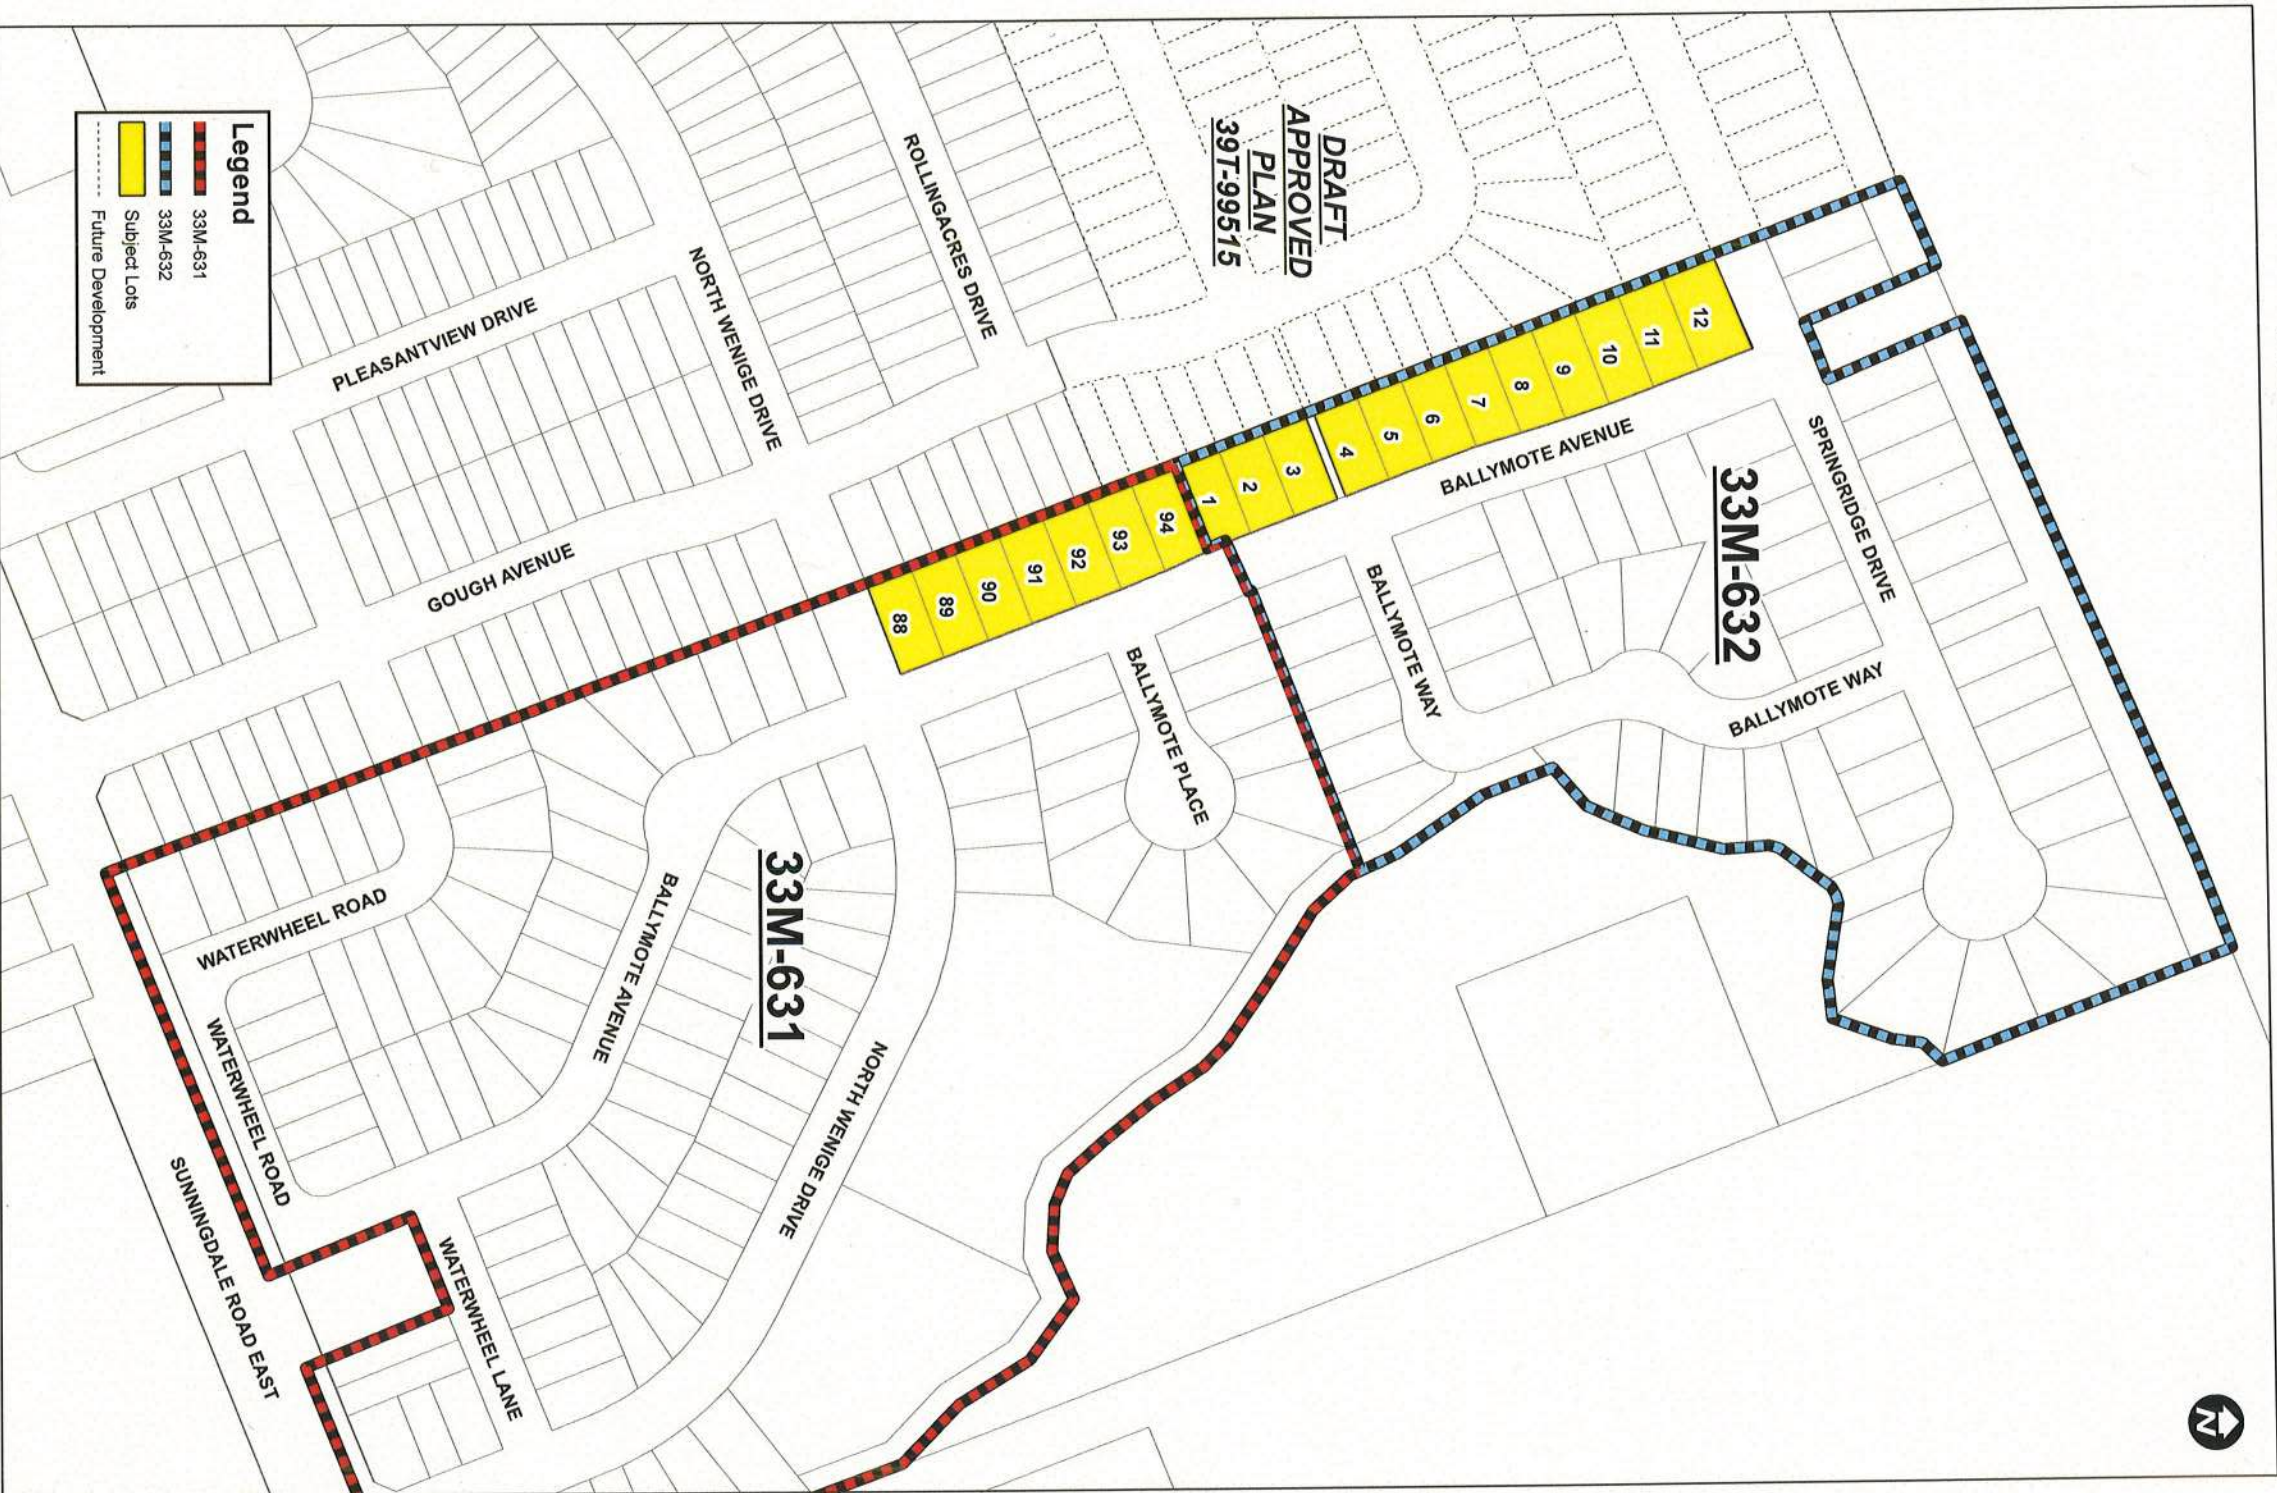 DRAFT
APPROVED
PLAN
39T-99515
33M-632
33M-631
SPRINGRIDGE DRIVE
BALLYMOTE AVENUE
BALLYMOTE WAY
BALLYMOTE WAY
BALLYMOTE PLACE
ROLLINGACRES DRIVE
NORTH WENIGE DRIVE
PLEASANTVIEW DRIVE
GOUGH AVENUE
BALLYMOTE AVENUE
NORTH WENIGE DRIVE
WATERWHEEL ROAD
WATERWHEEL ROAD
WATERWHEEL LANE
SUNNINGDALE ROAD EAST
12
11
10
9
8
7
6
5
4
3
2
1
94
93
92
91
90
89
88
Legend
33M-631
33M-632
Subject Lots
Future Development
N